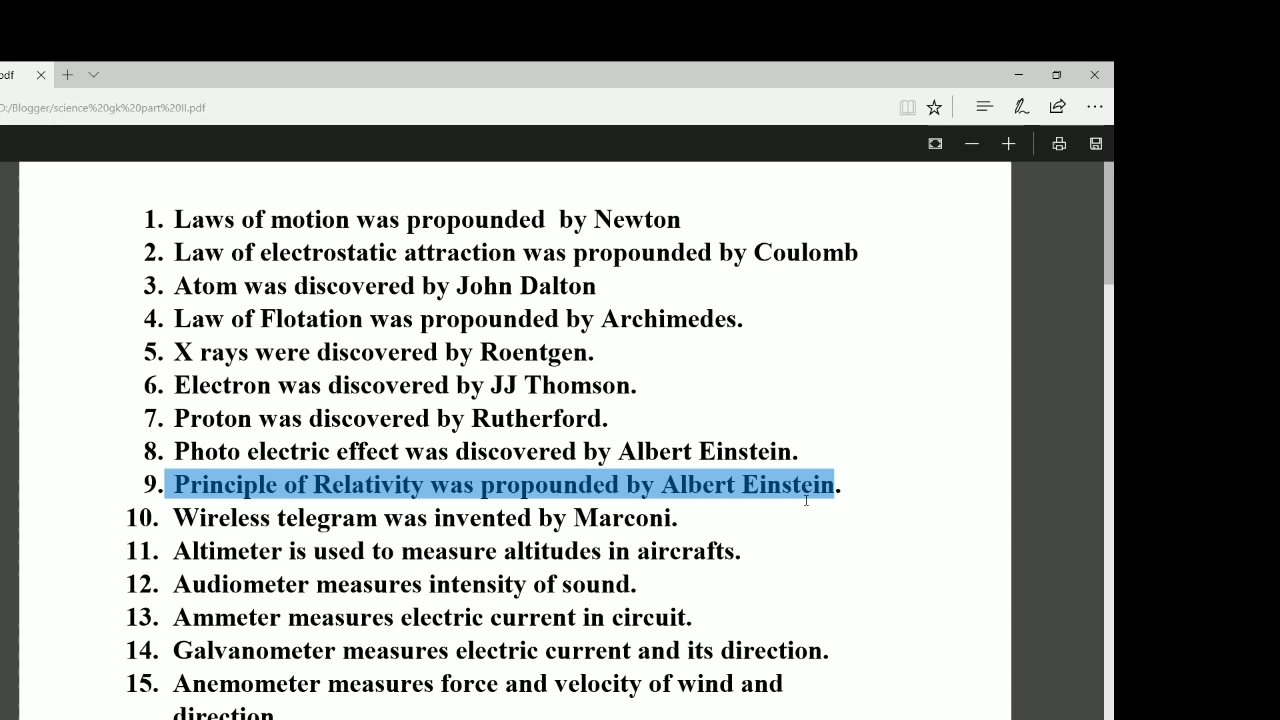 pdf
D:/Blogger/science%20gk%20part%20II.pdf
1. Laws of motion was propounded by Newton
2. Law of electrostatic attraction was propounded by Coulomb
3. Atom was discovered by John Dalton
4. Law of Flotation was propounded by Archimedes.
5. X rays were discovered by Roentgen.
6. Electron was discovered by JJ Thomson.
7. Proton was discovered by Rutherford.
8. Photo electric effect was discovered by Albert Einstein.
9. Principle of Relativity was propounded by Albert Einstein.
10. Wireless telegram was invented by Marconi.
11. Altimeter is used to measure altitudes in aircrafts.
12. Audiometer measures intensity of sound.
13. Ammeter measures electric current in circuit.
14. Galvanometer measures electric current and its direction.
15. Anemometer measures force and velocity of wind and
direction